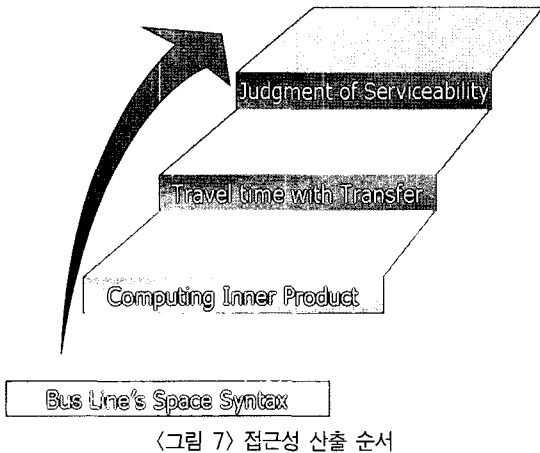 Judgment of Serviceability
Travel time with Transfer
Computing Inner Product
Bus Line's Space Syntax
〈그림 7〉 접근성 산출 순서